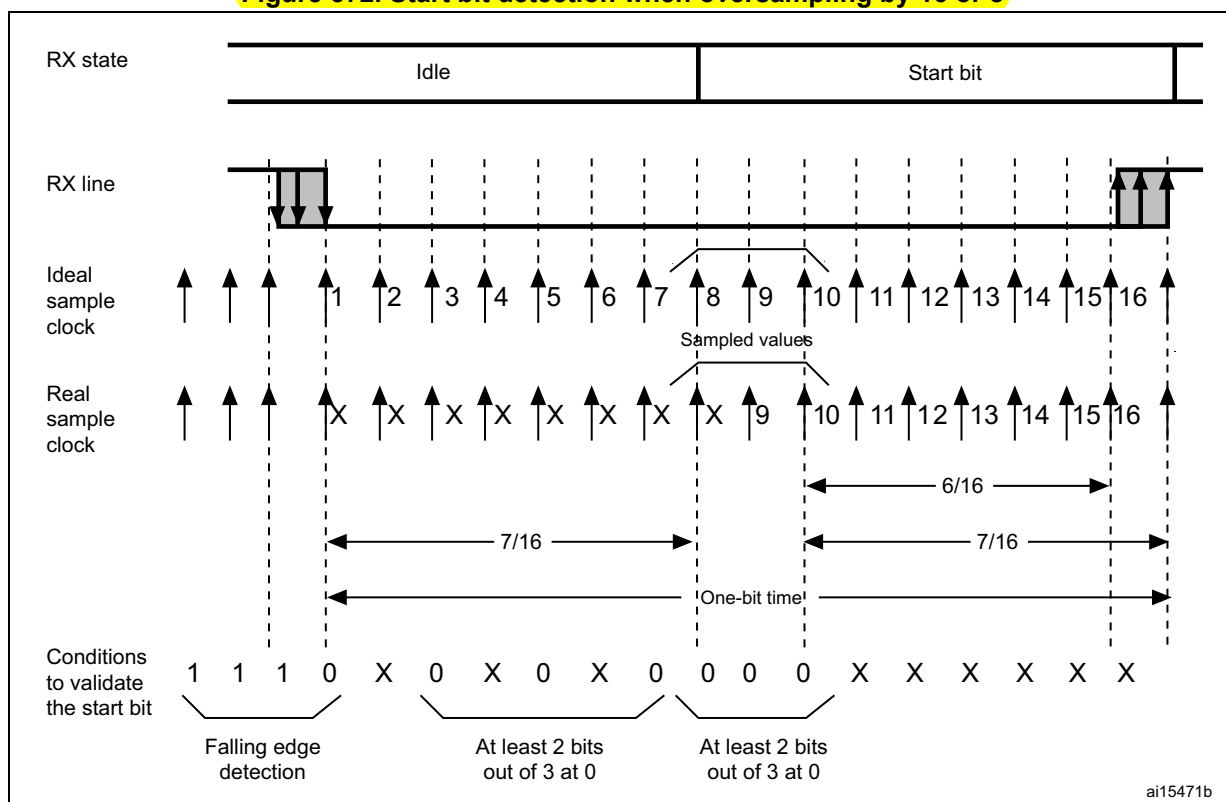 Figure 372. Start bit detection when oversampling by 16 or 8
RX state
Idle
Start bit
RX line
Ideal
sample
clock
1 2 3 4 5 6 7 8 9 10 11 12 13 14 15 16
Sampled values
Real
sample
clock
X X X X X X X X 9 10 11 12 13 14 15 16
6/16
7/16
7/16
One-bit time
Conditions
to validate
the start bit
1 1 1 0 X 0 X 0 X 0 0 0 0 X X X X X X
Falling edge
detection
At least 2 bits
out of 3 at 0
At least 2 bits
out of 3 at 0
ai15471b